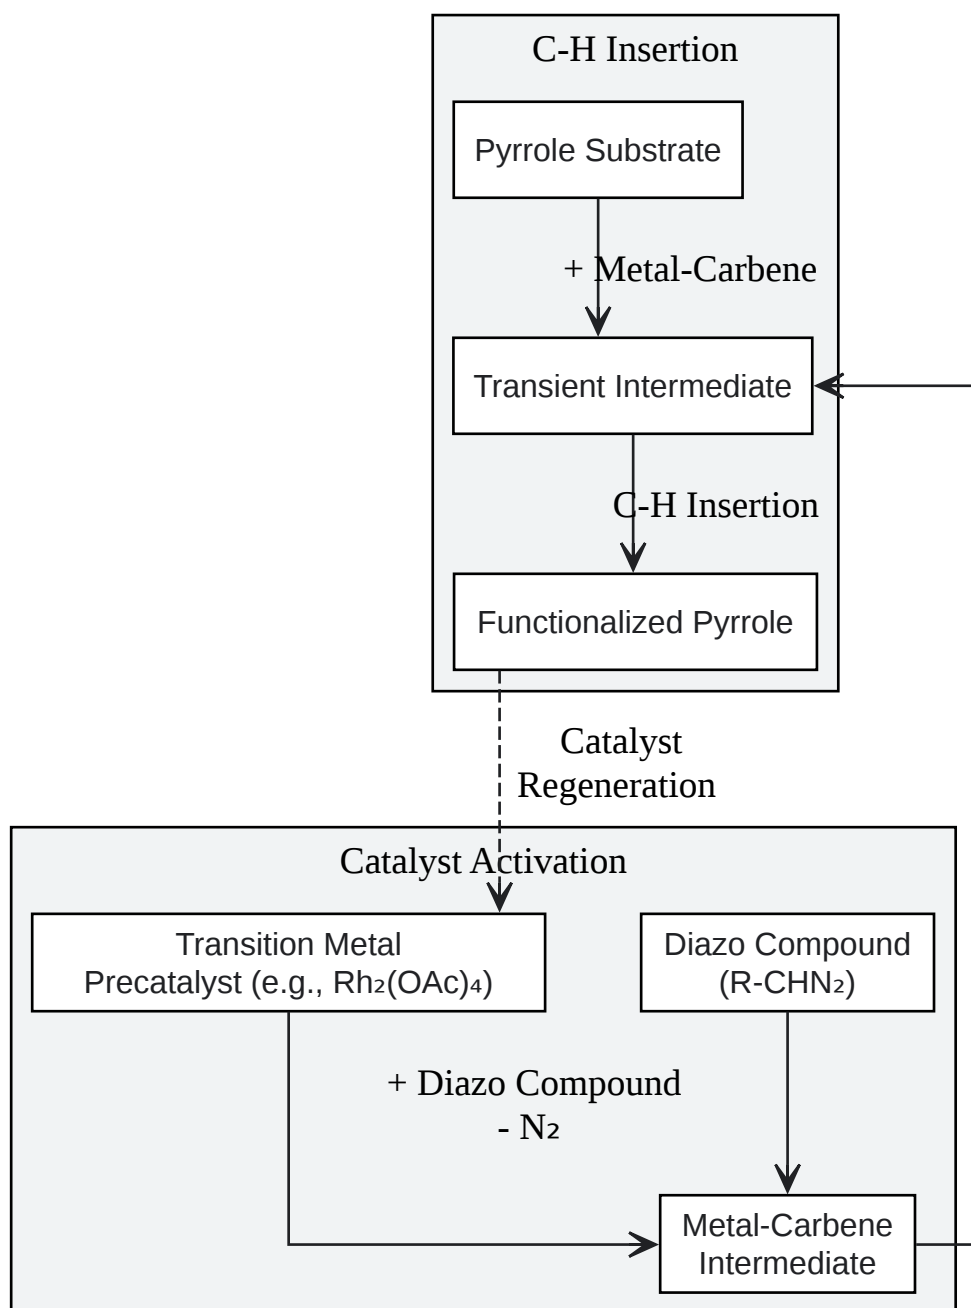 C-H Insertion
Pyrrole Substrate
+ Metal-Carbene
Transient Intermediate
C-H Insertion
Functionalized Pyrrole
Catalyst
Regeneration
Catalyst Activation
Transition Metal
Precatalyst (e.g., Rh₂(OAc)₄)
Diazo Compound
(R-CHN₂)
+ Diazo Compound
- N₂
Metal-Carbene
Intermediate